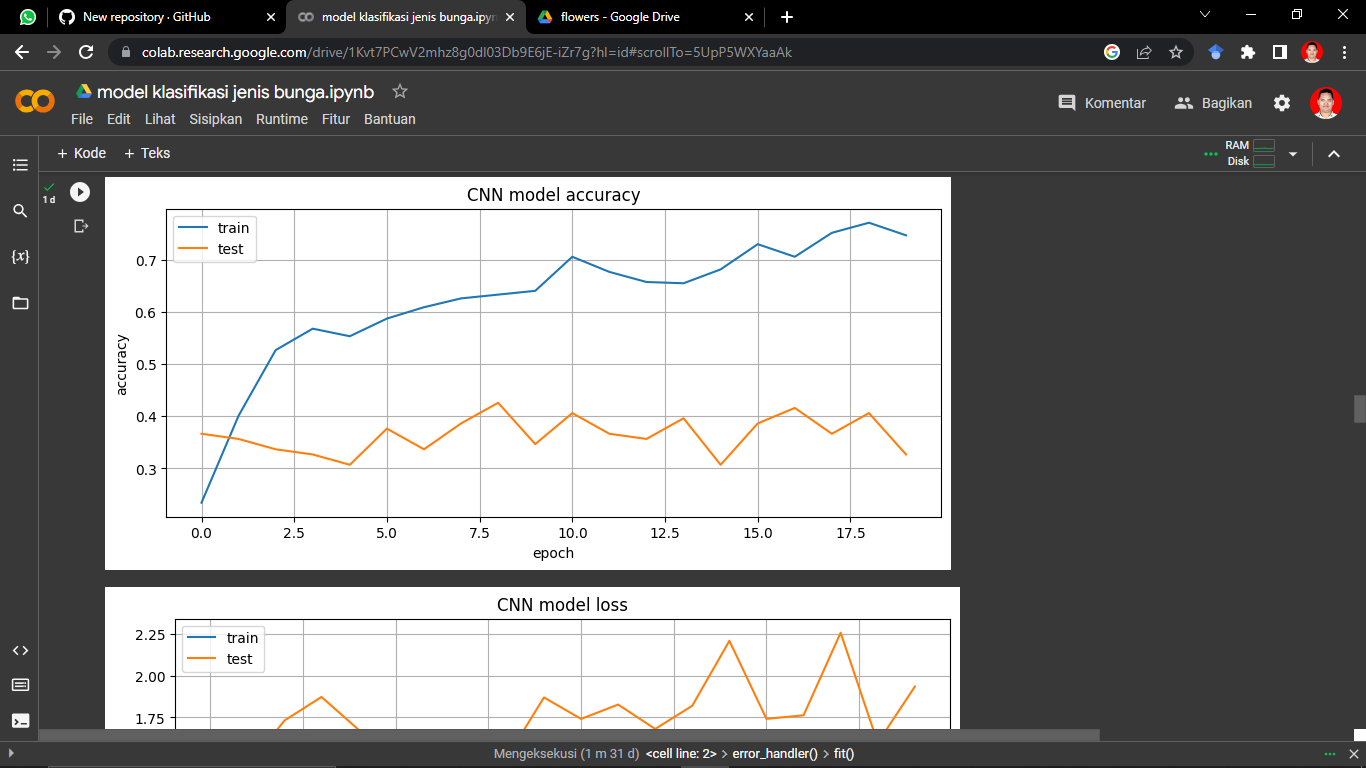 New repository · GitHub
model klasifikasi jenis bunga.ipyn
flowers - Google Drive
colab.research.google.com/drive/1Kvt7PCwV2mhz8g0dI03Db9E6jE-iZr7g?hl=id#scrollTo=5UpP5WXYaaAk
model klasifikasi jenis bunga.ipynb
Komentar
Bagikan
File Edit Lihat Sisipkan Runtime Fitur Bantuan
+ Kode + Teks
RAM
Disk
1 d
{x}
CNN model accuracy
train
test
0.7
0.6
0.5
0.4
0.3
accuracy
0.0 2.5 5.0 7.5 10.0 12.5 15.0 17.5
epoch
CNN model loss
train
test
2.25
2.00
1.75
Mengeksekusi (1 m 31 d) <cell line: 2> > error_handler() > fit()